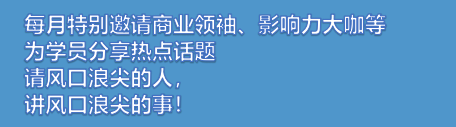 每月特别邀请商业领袖、影响力大咖等
为学员分享热点话题
请风口浪尖的人，
讲风口浪尖的事！